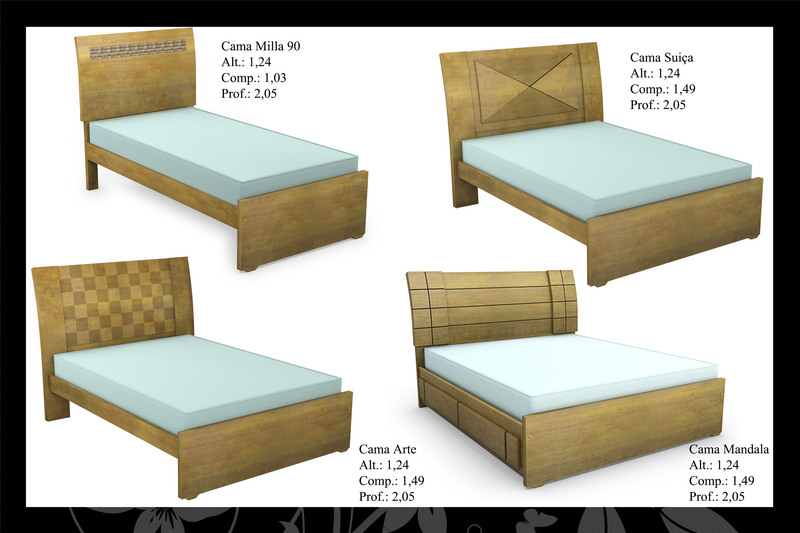 Cama Milla 90
Alt.: 1,24
Comp.: 1,03
Prof.: 2,05
Cama Suiça
Alt.: 1,24
Comp.: 1,49
Prof.: 2,05
Cama Arte
Alt.: 1,24
Comp.: 1,49
Prof.: 2,05
Cama Mandala
Alt.: 1,24
Comp.: 1,49
Prof.: 2,05